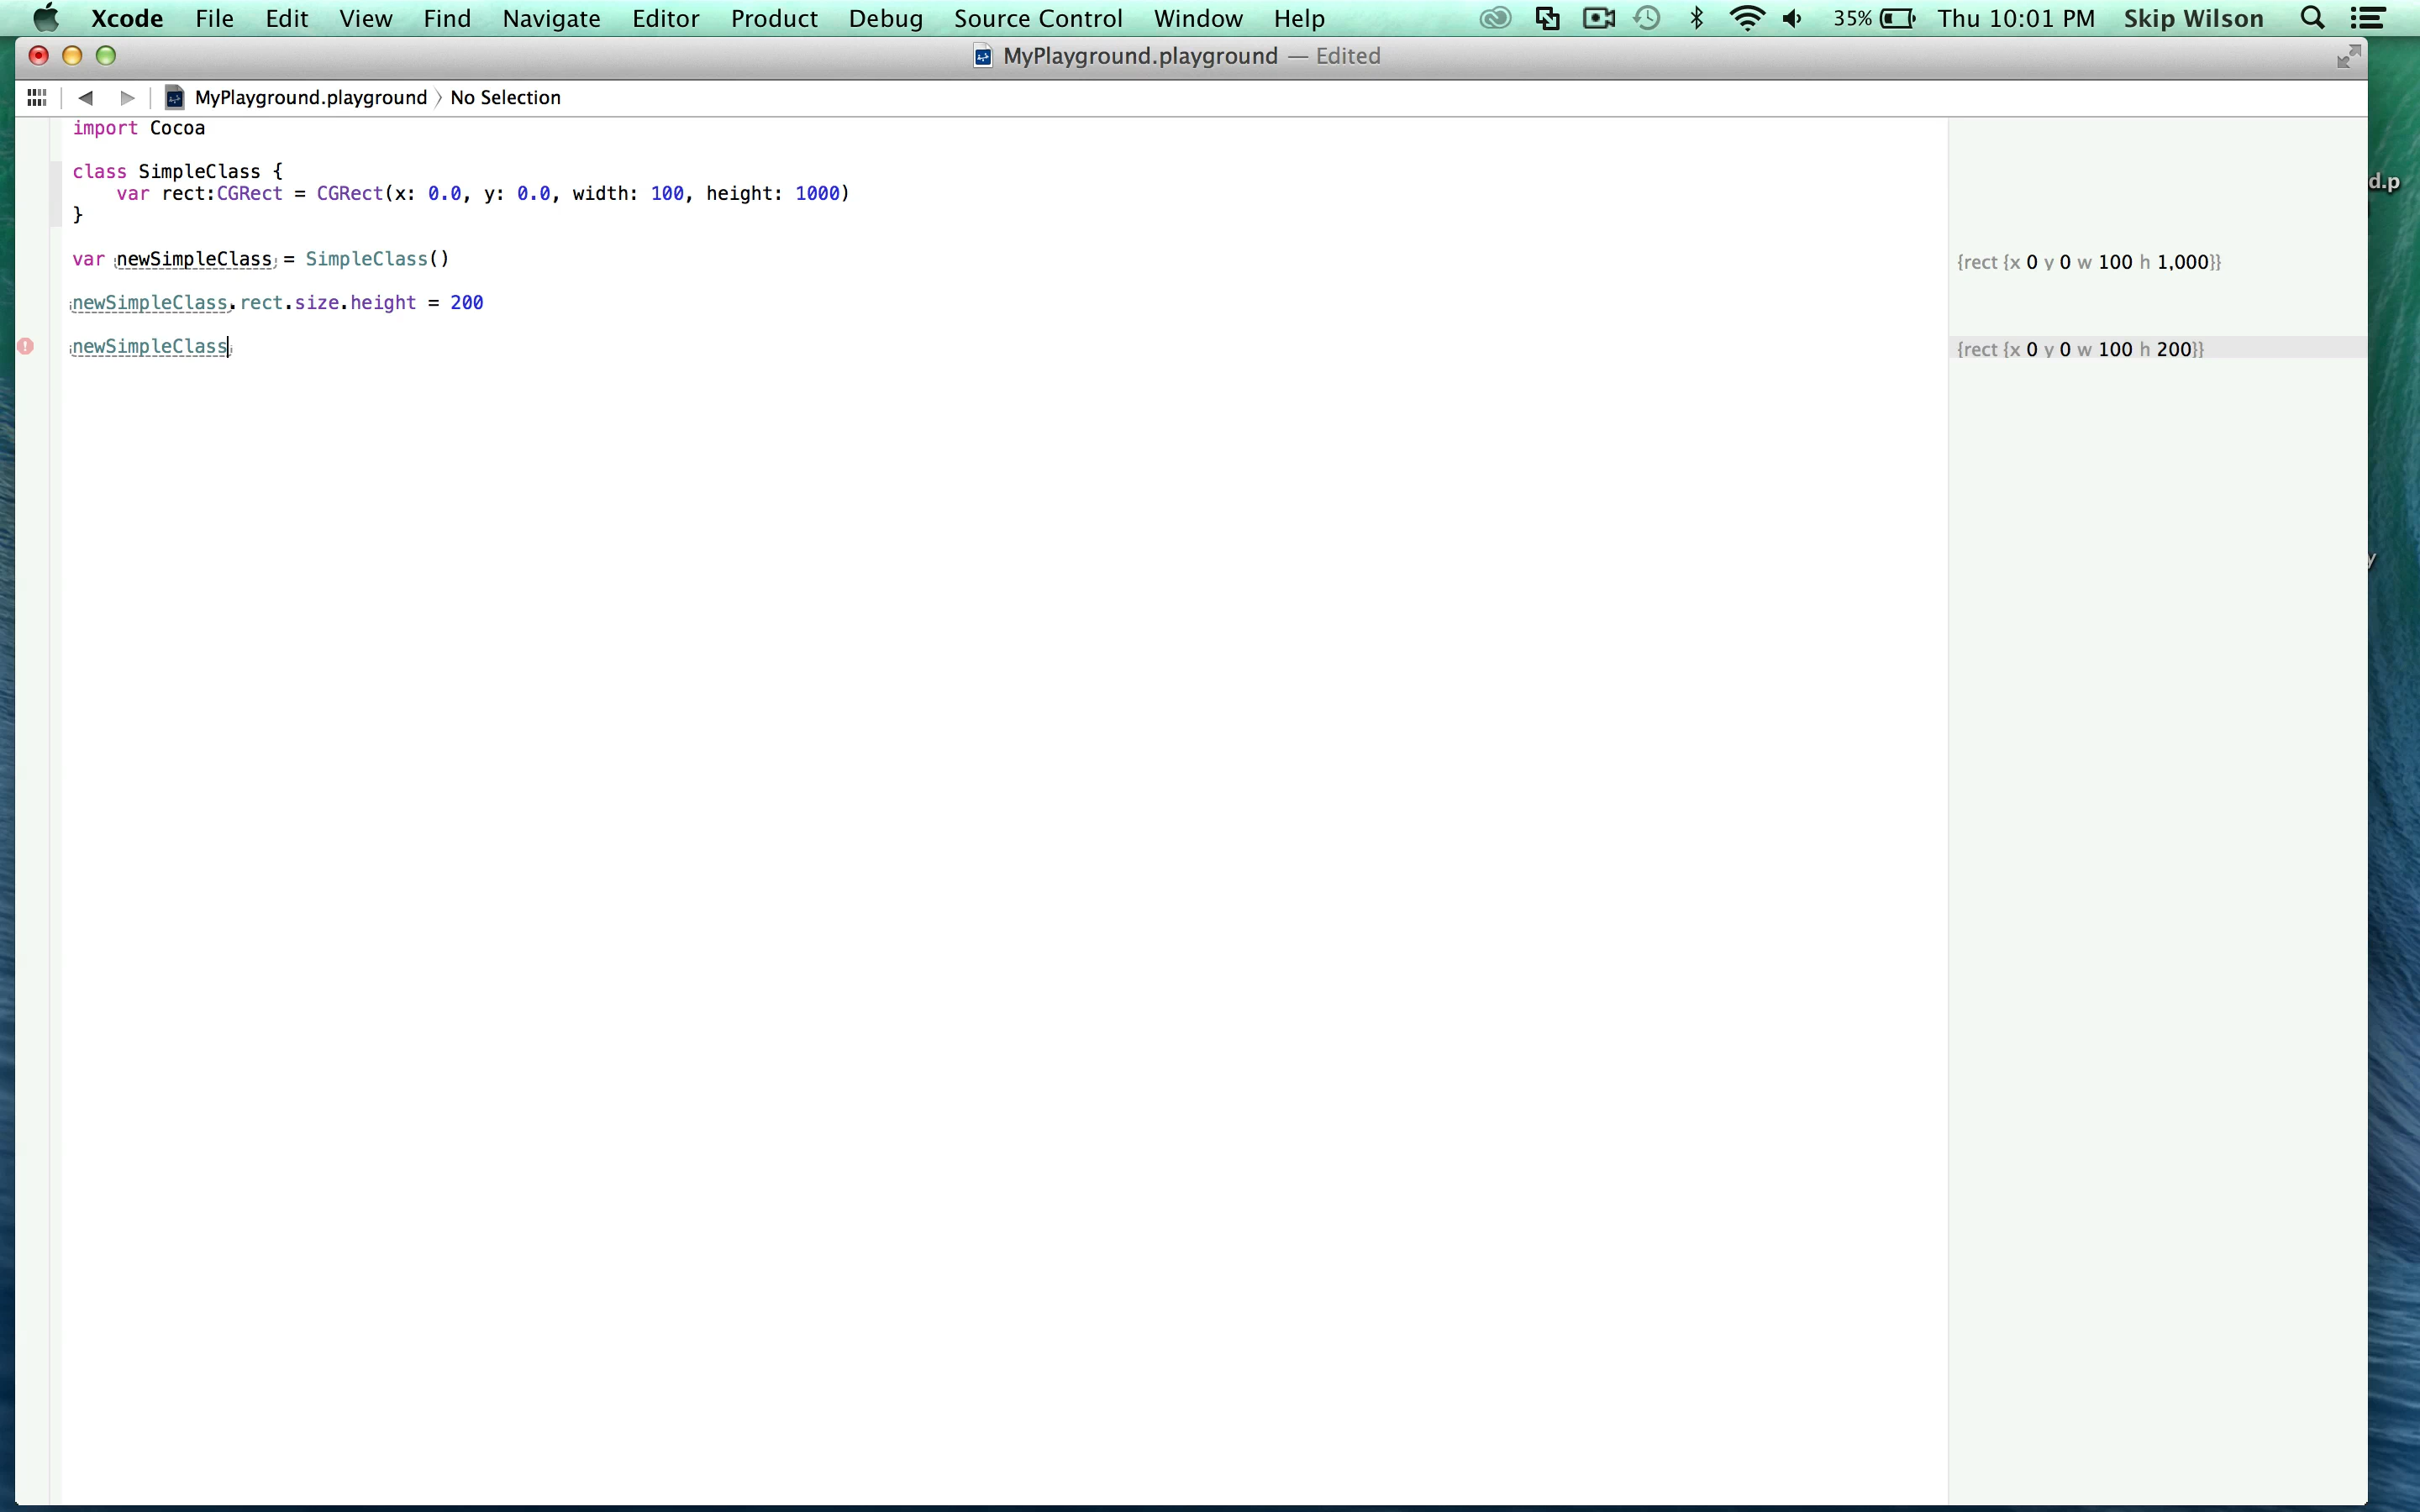 Xcode File Edit View Find Navigate Editor Product Debug Source Control Window Help 35% Thu 10:01 PM Skip Wilson
MyPlayground.playground — Edited
MyPlayground.playground 〉 No Selection
import Cocoa
class SimpleClass {
var rect:CGRect = CGRect(x: 0.0, y: 0.0, width: 100, height: 1000)
}
var newSimpleClass = SimpleClass()
{rect {x 0 y 0 w 100 h 1,000}}
newSimpleClass.rect.size.height = 200
newSimpleClass
{rect {x 0 y 0 w 100 h 200}}
d.p
y